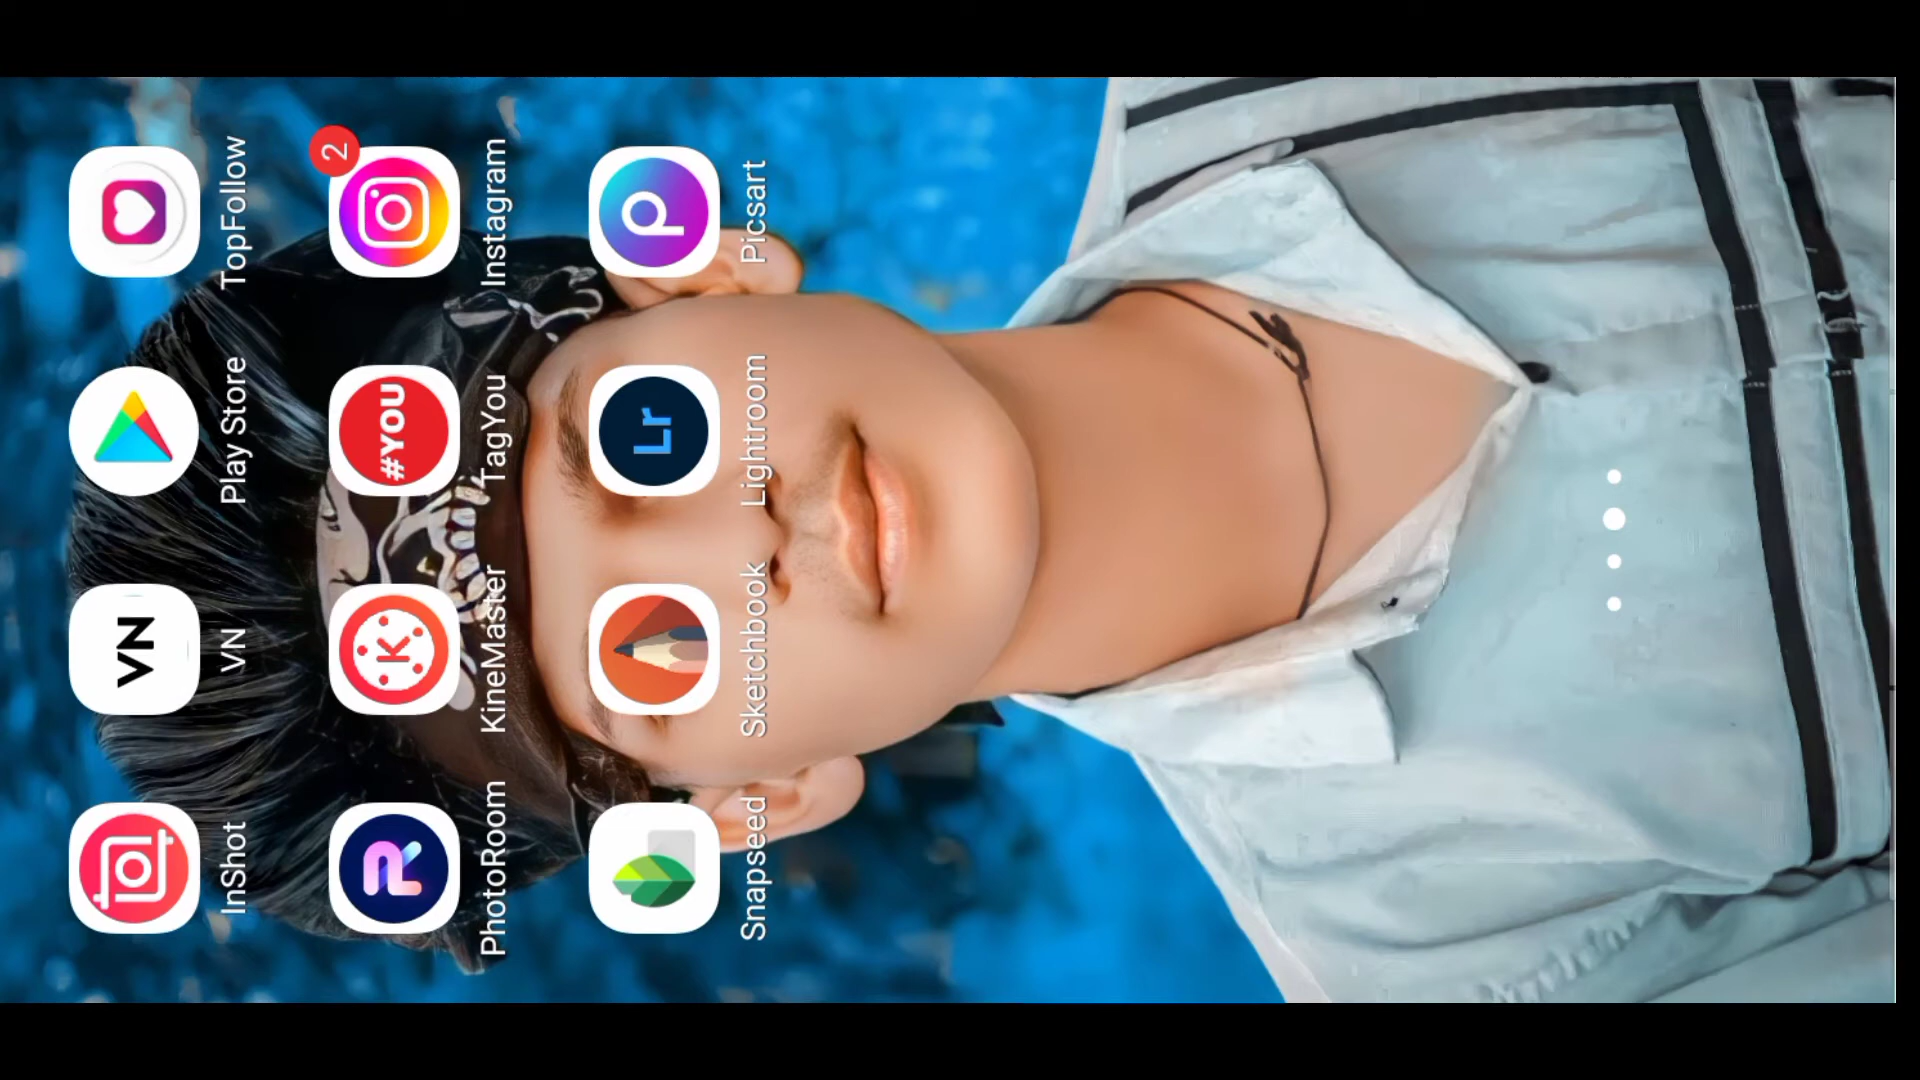 VN
InShot VN Play Store TopFollow
2
K #YOU
PhotoRoom KineMaster TagYou Instagram
Lr
Snapseed Sketchbook Lightroom Picsart